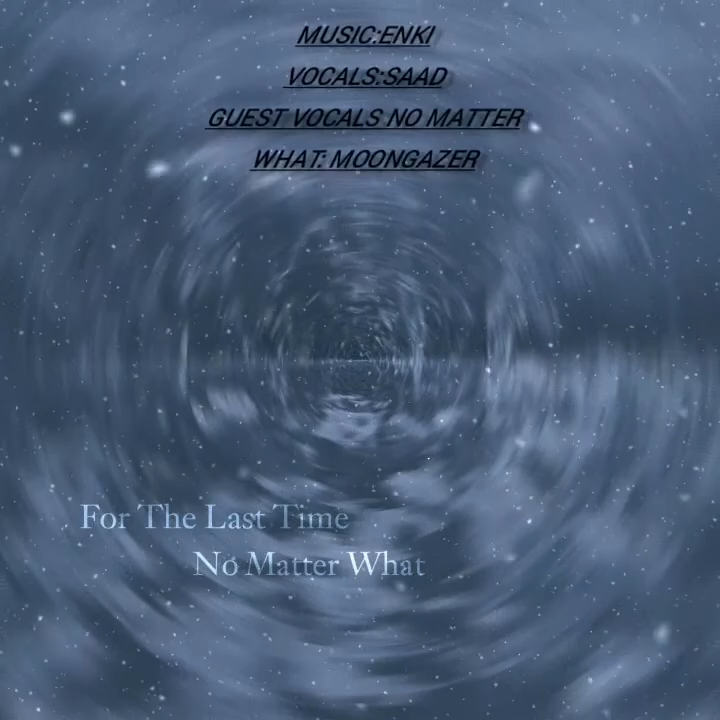 MUSIC:ENKI
VOCALS:SAAD
GUEST VOCALS NO MATTER
WHAT: MOONGAZER
For The Last Time
No Matter What